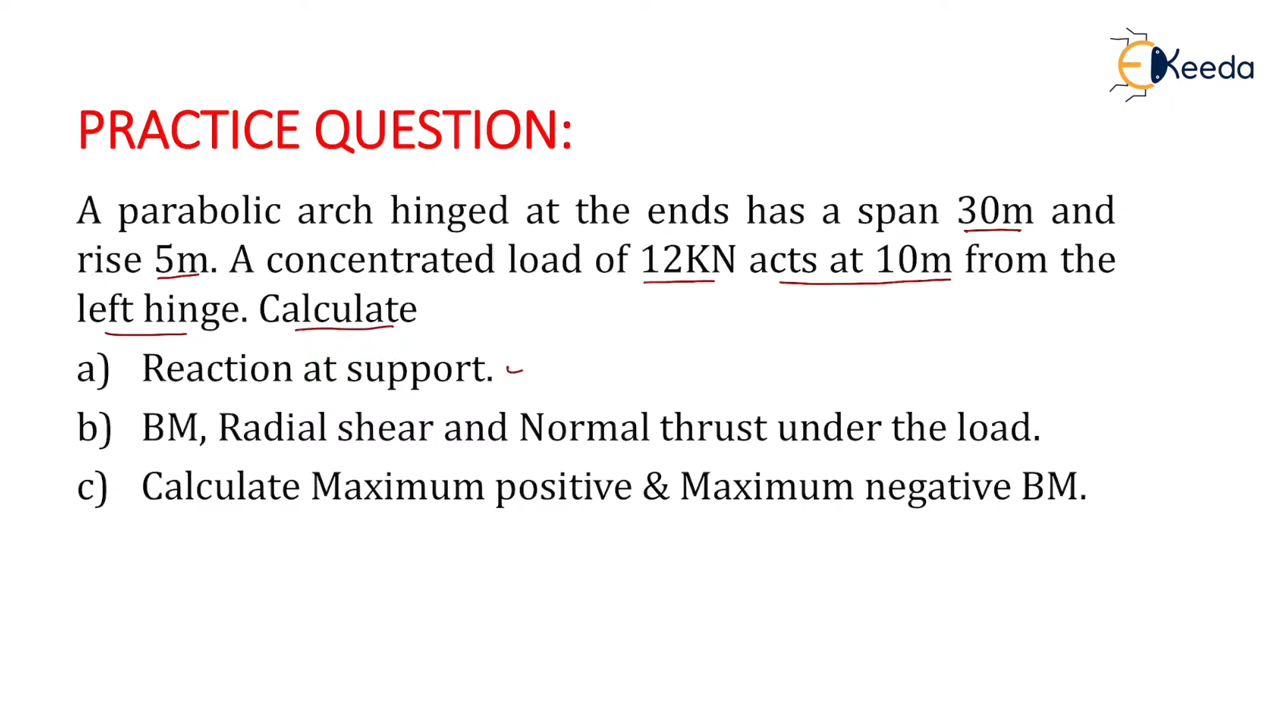 EKeeda
PRACTICE QUESTION:
A parabolic arch hinged at the ends has a span 30m and
rise 5m. A concentrated load of 12KN acts at 10m from the
left hinge. Calculate
a) Reaction at support.
b) BM, Radial shear and Normal thrust under the load.
c) Calculate Maximum positive & Maximum negative BM.